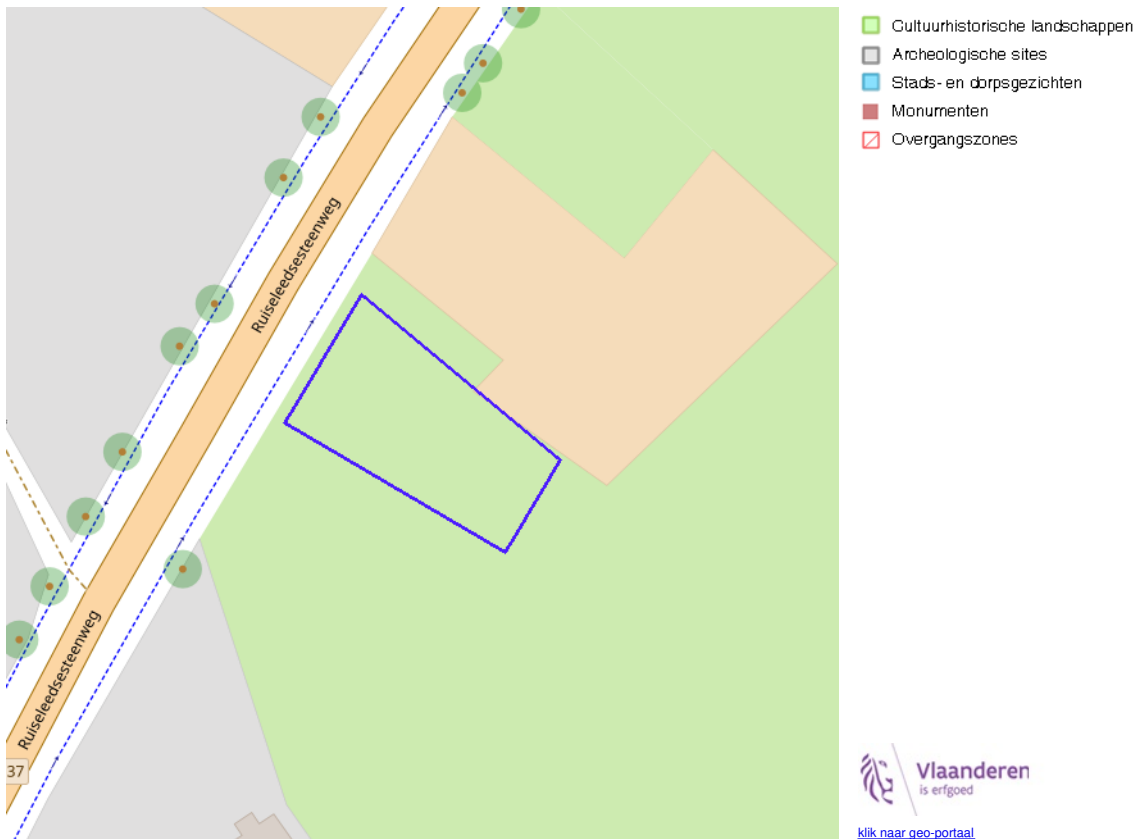 Ruiseleedsesteenweg
Ruiseleedsesteenweg
37
Cultuurhistorische landschappen
Archeologische sites
Stads- en dorpsgezichten
Monumenten
Overgangszones
Vlaanderen
is erfgoed
klik naar geo-portaal